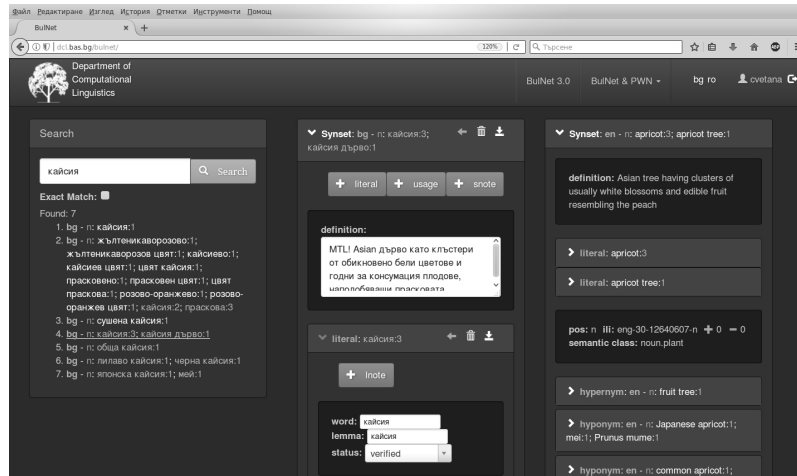 Файл Редактиране Изглед История Отметки Инструменти Помощ
BulNet × +
dcl.bas.bg/bulnet/ 120% Търсене
Department of
Computational
Linguistics
BulNet 3.0 BulNet & PWN bg ro cvetana
Search
кайсия Search
Exact Match:
Found: 7
1. bg - n: кайсия:1
2. bg - n: жълтеникаворозово:1;
жълтеникаворозов цвят:1; кайсиево:1;
кайсиев цвят:1; цвят кайсия:1;
прасковено:1; прасковен цвят:1; цвят
праскова:1; розово-оранжево:1; розово-
оранжев цвят:1; кайсия:2; праскова:3
3. bg - n: сушена кайсия:1
4. bg - n: кайсия:3; кайсия дърво:1
5. bg - n: обща кайсия:1
6. bg - n: пилаво кайсия:1; черна кайсия:1
7. bg - n: японска кайсия:1; мей:1
Synset: bg - n: кайсия:3;
кайсия дърво:1
+ literal + usage + snote
definition:
MTL! Asian дърво като клъстери
от обикновено бели цветове и
годни за консумация плодове,
наподобяващи прасковата
literal: кайсия:3
+ lnote
word: кайсия
lemma: кайсия
status: verified
Synset: en - n: apricot:3; apricot tree:1
definition: Asian tree having clusters of
usually white blossoms and edible fruit
resembling the peach
literal: apricot:3
literal: apricot tree:1
pos: n ili: eng-30-12640607-n + 0 − 0
semantic class: noun.plant
hypernym: en - n: fruit tree:1
hyponym: en - n: Japanese apricot:1;
mei:1; Prunus mume:1
hyponym: en - n: common apricot:1;